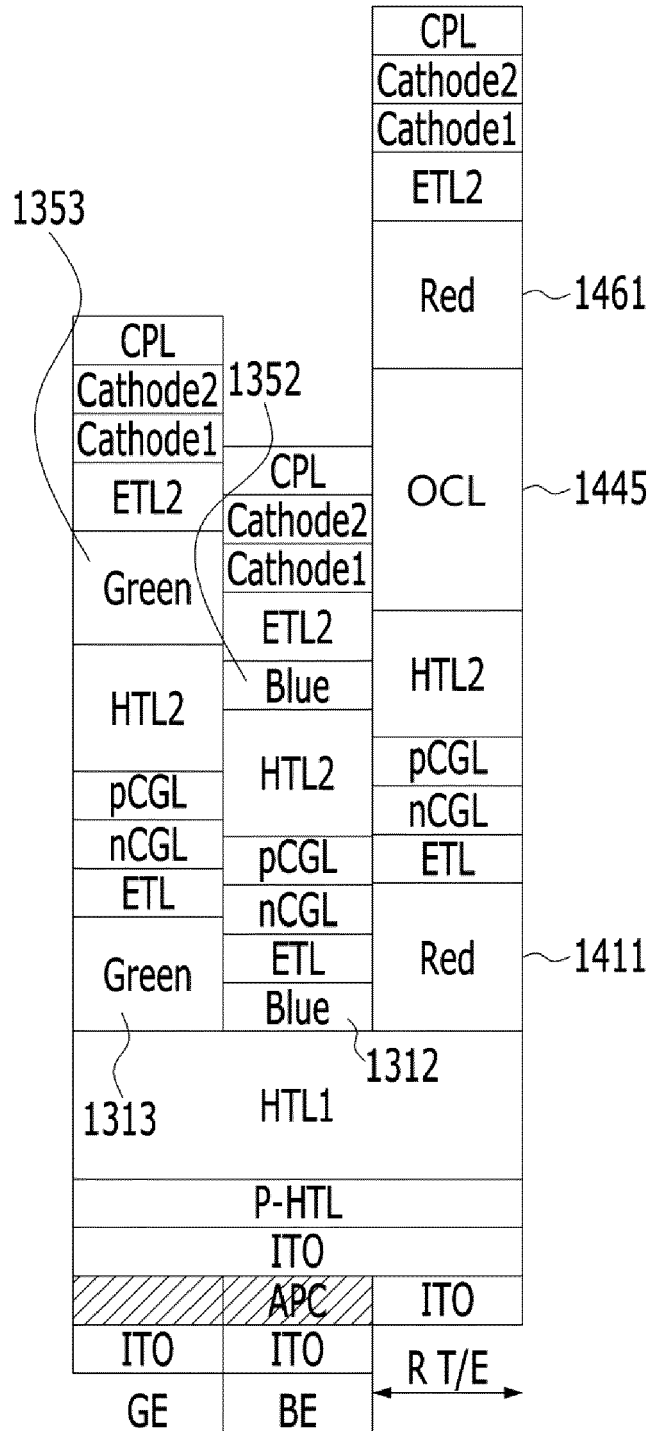 CPL
Cathode2
Cathode1
ETL2
Red
1461
OCL
1445
HTL2
pCGL
nCGL
ETL
Red
1411
1353
CPL
Cathode2
Cathode1
ETL2
Green
HTL2
pCGL
nCGL
ETL
Green
1313
1352
CPL
Cathode2
Cathode1
ETL2
Blue
HTL2
pCGL
nCGL
ETL
Blue
1312
HTL1
P-HTL
ITO
APC
ITO
ITO
ITO
R T/E
GE
BE